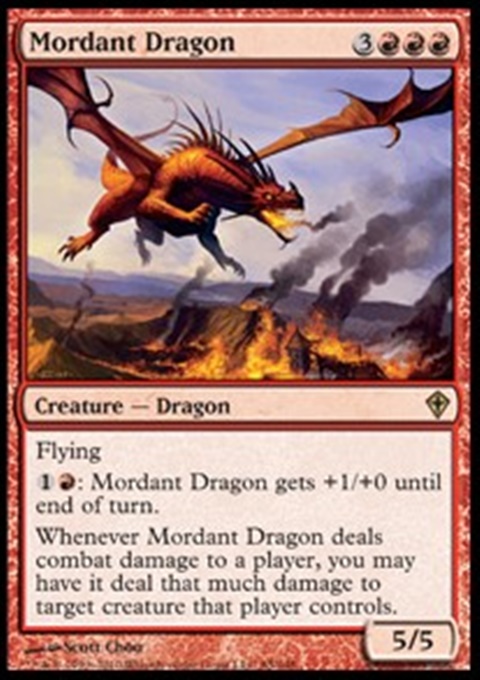 Mordant Dragon 3
Creature — Dragon
Flying
1 : Mordant Dragon gets +1/+0 until
end of turn.
Whenever Mordant Dragon deals
combat damage to a player, you may
have it deal that much damage to
target creature that player controls.
Scott Chou
5/5